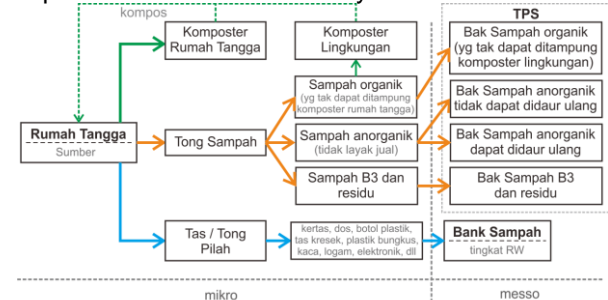 kompos
TPS
Komposter
Rumah Tangga
Komposter
Lingkungan
Bak Sampah organik
(yg tak dapat ditampung
komposter lingkungan)
Sampah organik
(yg tak dapat ditampung
komposter rumah tangga)
Bak Sampah anorganik
tidak dapat didaur ulang
Rumah Tangga
Sumber
Tong Sampah
Sampah anorganik
(tidak layak jual)
Bak Sampah anorganik
dapat didaur ulang
Sampah B3 dan
residu
Bak Sampah B3
dan residu
Tas / Tong
Pilah
kertas, dos, botol plastik,
tas kresek, plastik bungkus,
kaca, logam, elektronik, dll
Bank Sampah
tingkat RW
mikro
messo